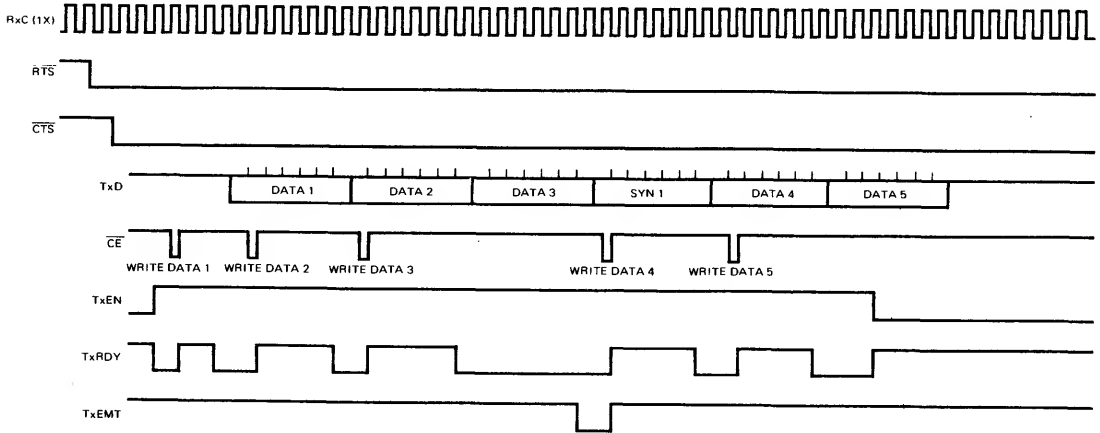 RxC (1X)
RTS
CTS
TxD DATA 1 DATA 2 DATA 3 SYN 1 DATA 4 DATA 5
CE
WRITE DATA 1 WRITE DATA 2 WRITE DATA 3 WRITE DATA 4 WRITE DATA 5
TxEN
TxRDY
TxEMT